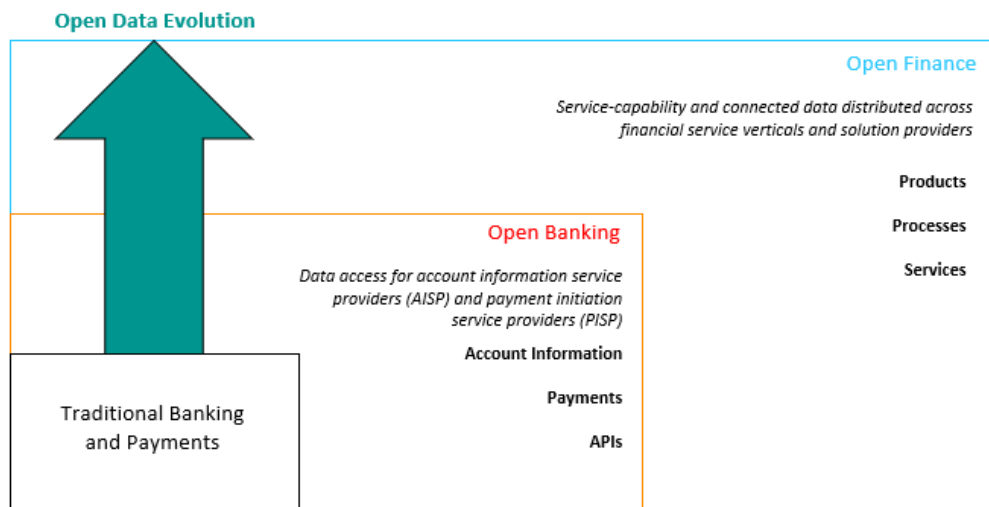 Open Data Evolution
Open Finance
Service-capability and connected data distributed across
financial service verticals and solution providers
Products
Processes
Services
Open Banking
Data access for account information service
providers (AISP) and payment initiation
service providers (PISP)
Account Information
Payments
APIs
Traditional Banking
and Payments